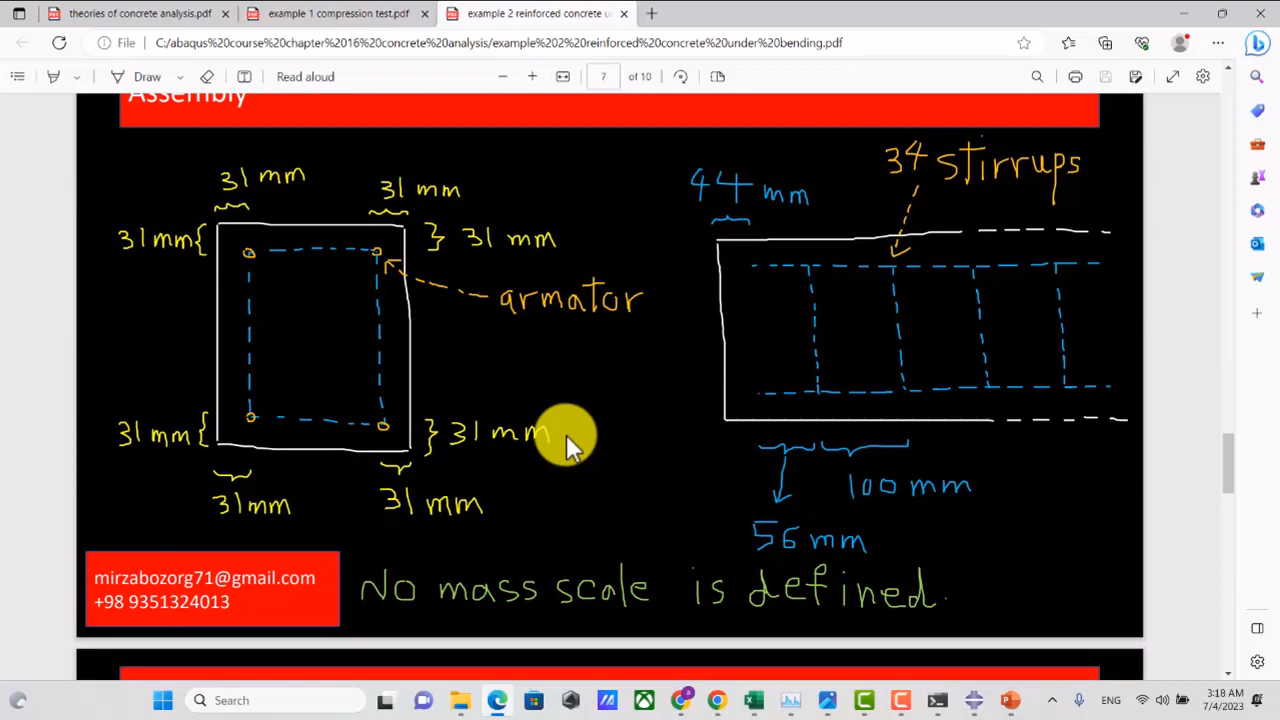 theories of concrete analysis.pdf
example 1 compression test.pdf
example 2 reinforced concrete u
File
C:/abaqus%20course%20chapter%2016%20concrete%20analysis/example%202%20reinforced%20concrete%20under%20bending.pdf
Draw
Read aloud
7
of 10
Assembly
31 mm
31 mm
31 mm
31 mm
armator
31 mm
31 mm
31 mm
31 mm
44 mm
34 stirrups
100 mm
56 mm
mirzabozorg71@gmail.com
+98 9351324013
No mass scale is defined.
Search
ENG
3:18 AM
7/4/2023